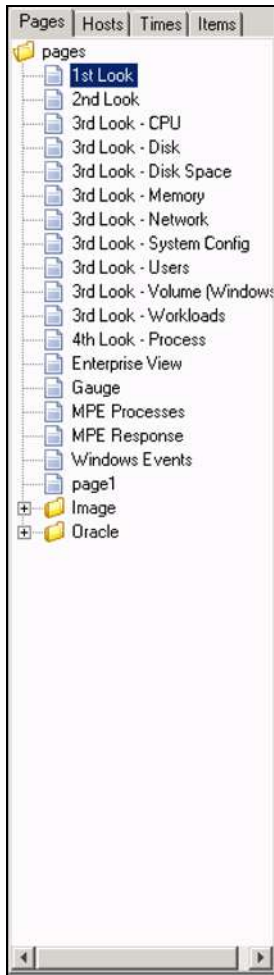 Pages Hosts Times Items
pages
1st Look
2nd Look
3rd Look - CPU
3rd Look - Disk
3rd Look - Disk Space
3rd Look - Memory
3rd Look - Network
3rd Look - System Config
3rd Look - Users
3rd Look - Volume (Windows
3rd Look - Workloads
4th Look - Process
Enterprise View
Gauge
MPE Processes
MPE Response
Windows Events
page1
Image
Oracle